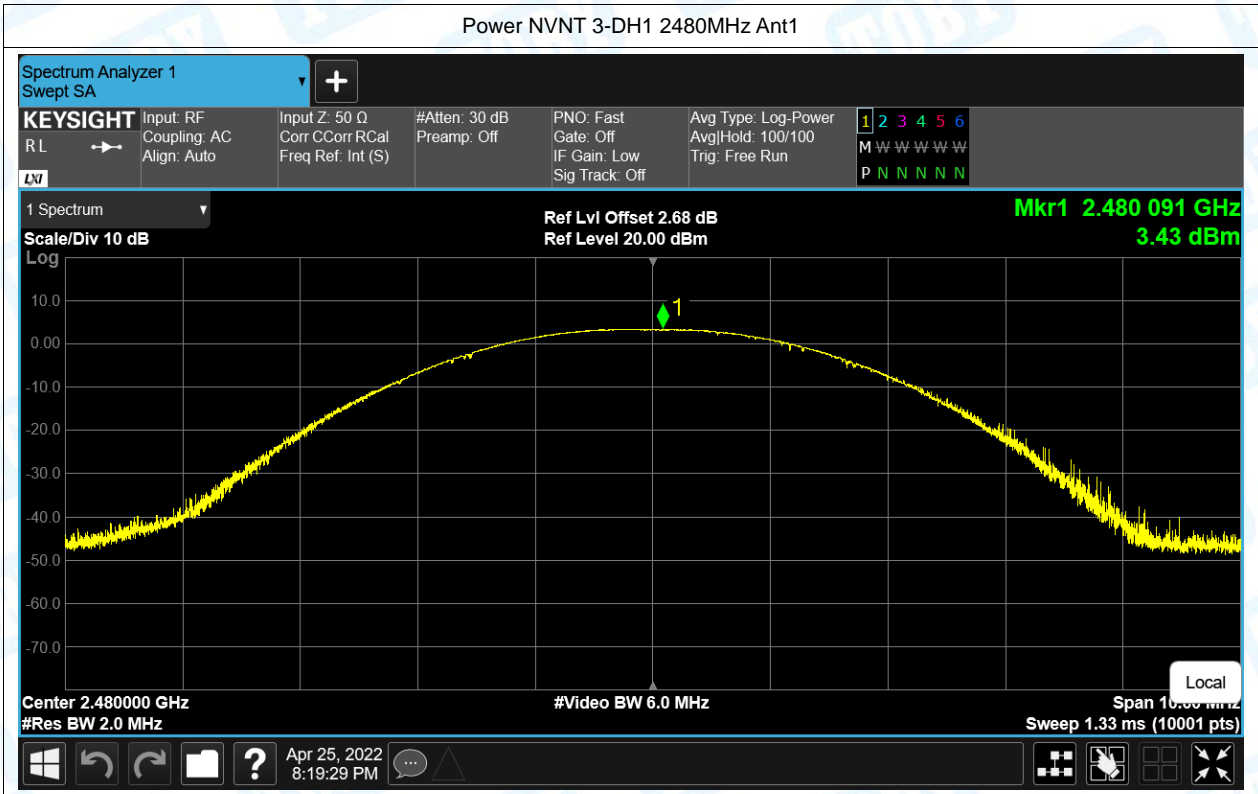 Power NVNT 3-DH1 2480MHz Ant1
Spectrum Analyzer 1
Swept SA
+
KEYSIGHT
RL
LXI
Input: RF
Coupling: AC
Align: Auto
Input Z: 50 Ω
Corr CCorr RCal
Freq Ref: Int (S)
#Atten: 30 dB
Preamp: Off
PNO: Fast
Gate: Off
IF Gain: Low
Sig Track: Off
Avg Type: Log-Power
Avg|Hold: 100/100
Trig: Free Run
1 2 3 4 5 6
M W W W W W
P N N N N N
1 Spectrum
Scale/Div 10 dB
Ref Lvl Offset 2.68 dB
Ref Level 20.00 dBm
Mkr1 2.480 091 GHz
3.43 dBm
Log
10.0
0.00
-10.0
-20.0
-30.0
-40.0
-50.0
-60.0
-70.0
1
Local
Center 2.480000 GHz
#Video BW 6.0 MHz
Span 10.00 MHz
#Res BW 2.0 MHz
Sweep 1.33 ms (10001 pts)
?
Apr 25, 2022
8:19:29 PM